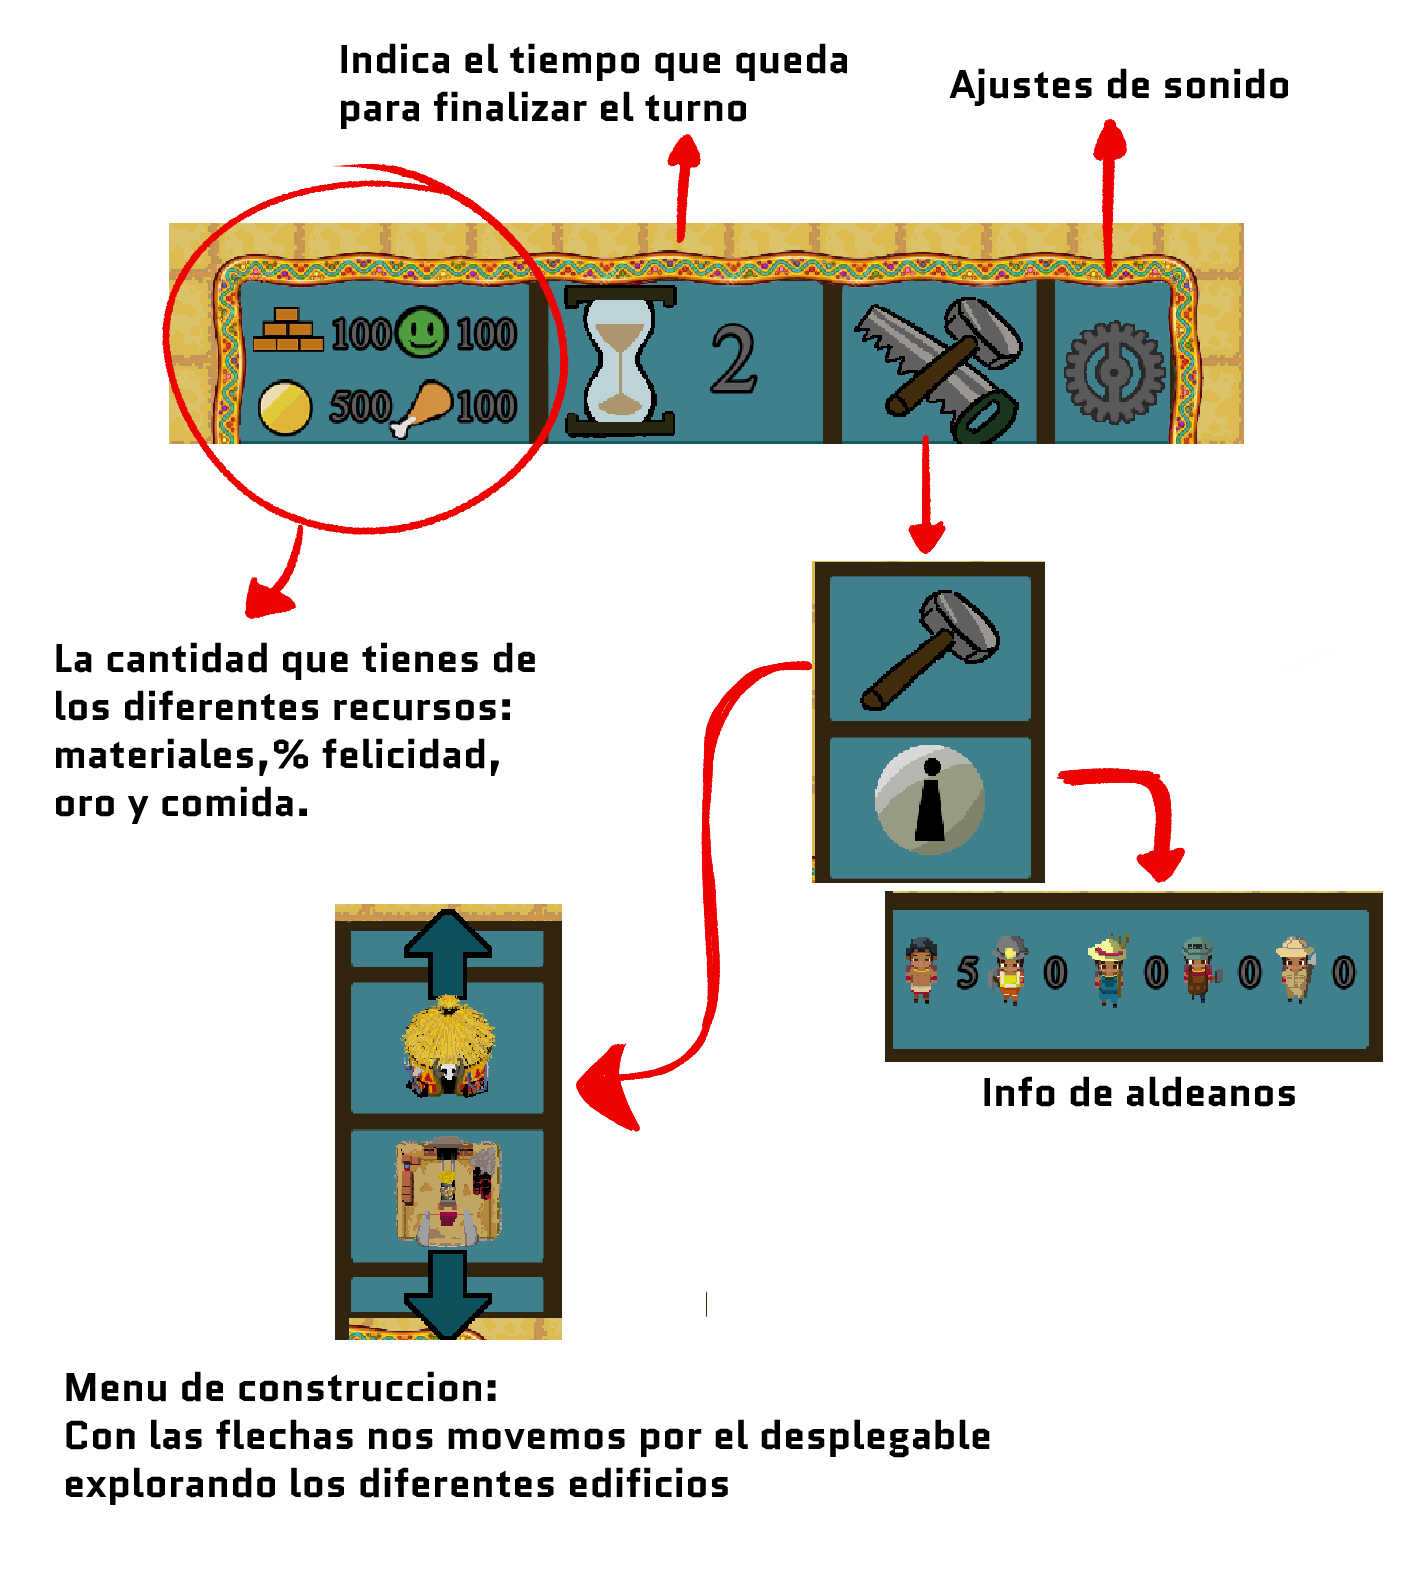 Indica el tiempo que queda
para finalizar el turno
Ajustes de sonido
100 100
500 100
2
La cantidad que tienes de
los diferentes recursos:
materiales,% felicidad,
oro y comida.
5 0 0 0 0
Info de aldeanos
Menu de construccion:
Con las flechas nos movemos por el desplegable
explorando los diferentes edificios